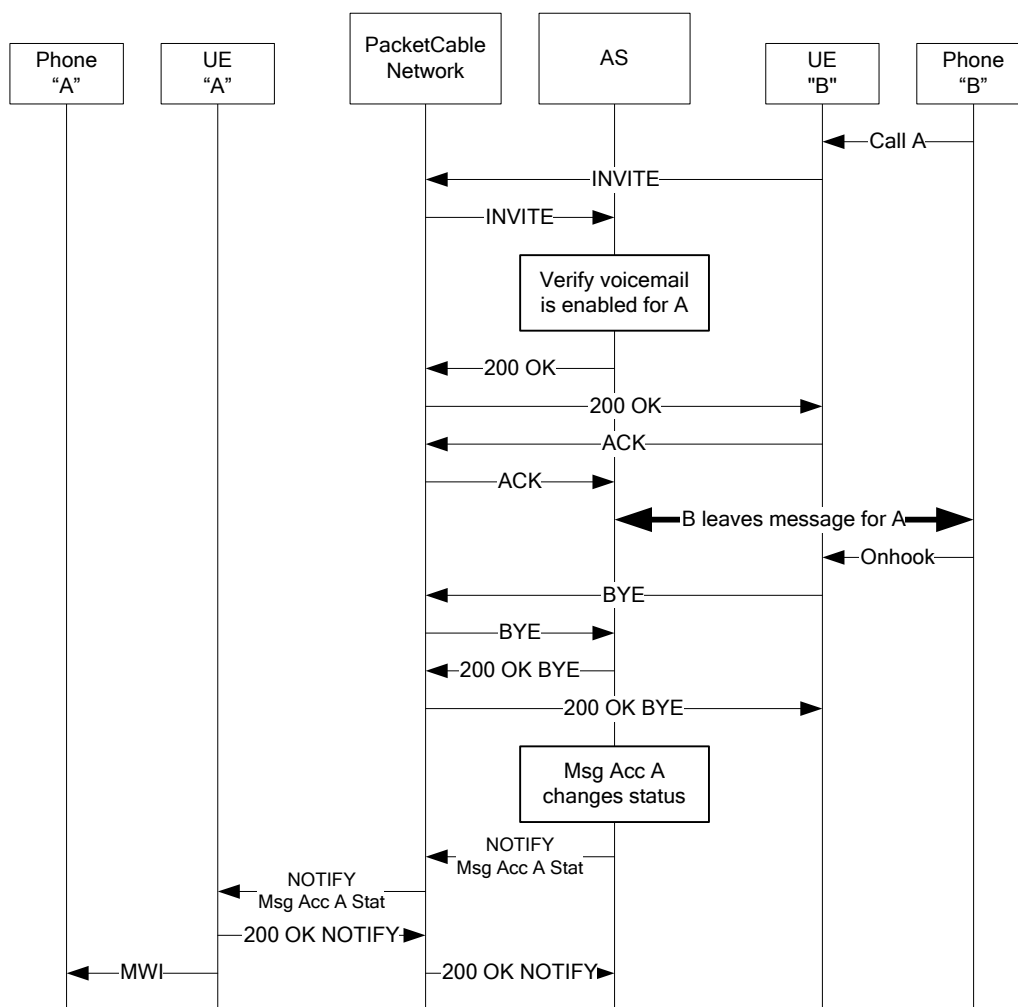 Phone
“A”
UE
“A”
PacketCable
Network
AS
UE
"B"
Phone
“B”
Call A
INVITE
INVITE
Verify voicemail
is enabled for A
200 OK
200 OK
ACK
ACK
B leaves message for A
Onhook
BYE
BYE
200 OK BYE
200 OK BYE
Msg Acc A
changes status
NOTIFY
Msg Acc A Stat
NOTIFY
Msg Acc A Stat
200 OK NOTIFY
MWI
200 OK NOTIFY